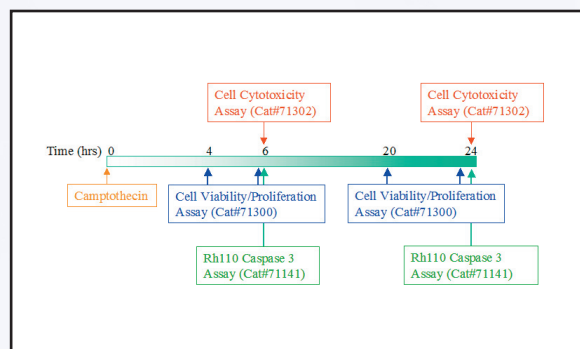 Cell Cytotoxicity
Assay (Cat#71302)
Cell Cytotoxicity
Assay (Cat#71302)
Time (hrs) 0 4 6 20 24
Camptothecin
Cell Viability/Proliferation
Assay (Cat#71300)
Cell Viability/Proliferation
Assay (Cat#71300)
Rh110 Caspase 3
Assay (Cat#71141)
Rh110 Caspase 3
Assay (Cat#71141)